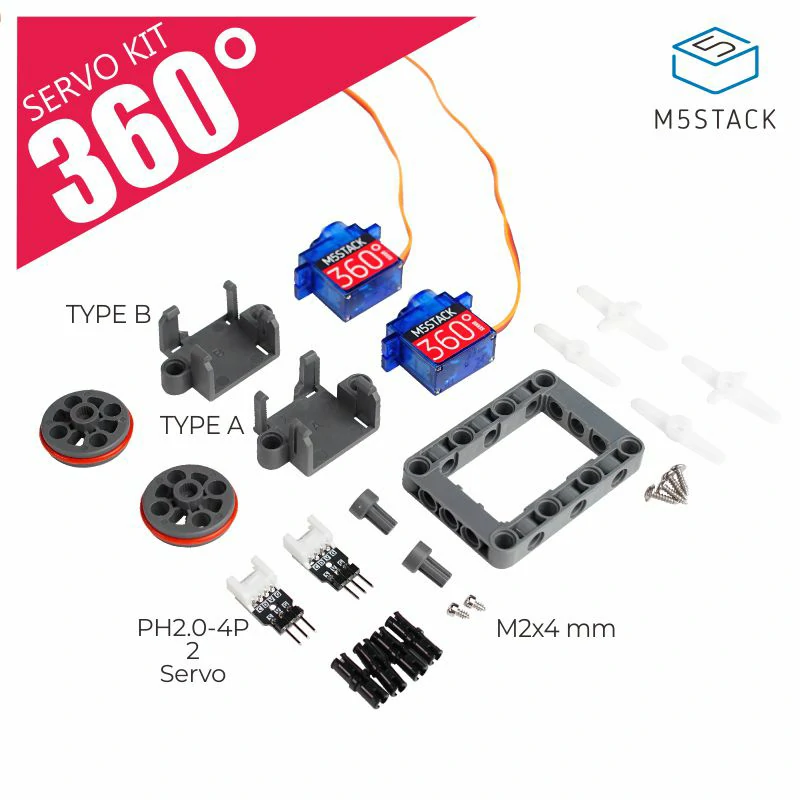 SERVO KIT
360°
M5STACK
M5STACK
360°
M5STACK
360°
TYPE B
TYPE A
PH2.0-4P
2
Servo
M2x4 mm